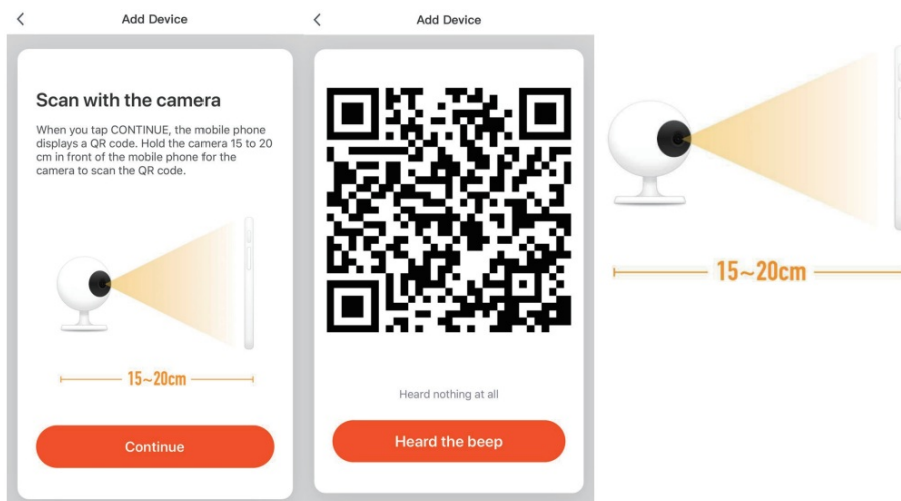 Add Device
Scan with the camera
When you tap CONTINUE, the mobile phone
displays a QR code. Hold the camera 15 to 20
cm in front of the mobile phone for the
camera to scan the QR code.
15~20cm
Continue
Add Device
Heard nothing at all
Heard the beep
15~20cm